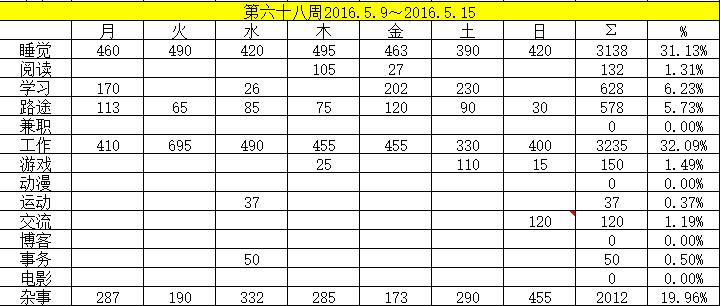 第六十八周2016.5.9～2016.5.15
月 火 水 木 金 土 日 Σ %
睡觉 460 490 420 495 463 390 420 3138 31.13%
阅读 105 27 132 1.31%
学习 170 26 202 230 628 6.23%
路途 113 65 85 75 120 90 30 578 5.73%
兼职 0 0.00%
工作 410 695 490 455 455 330 400 3235 32.09%
游戏 25 110 15 150 1.49%
动漫 0 0.00%
运动 37 37 0.37%
交流 120 120 1.19%
博客 0 0.00%
事务 50 50 0.50%
电影 0 0.00%
杂事 287 190 332 285 173 290 455 2012 19.96%